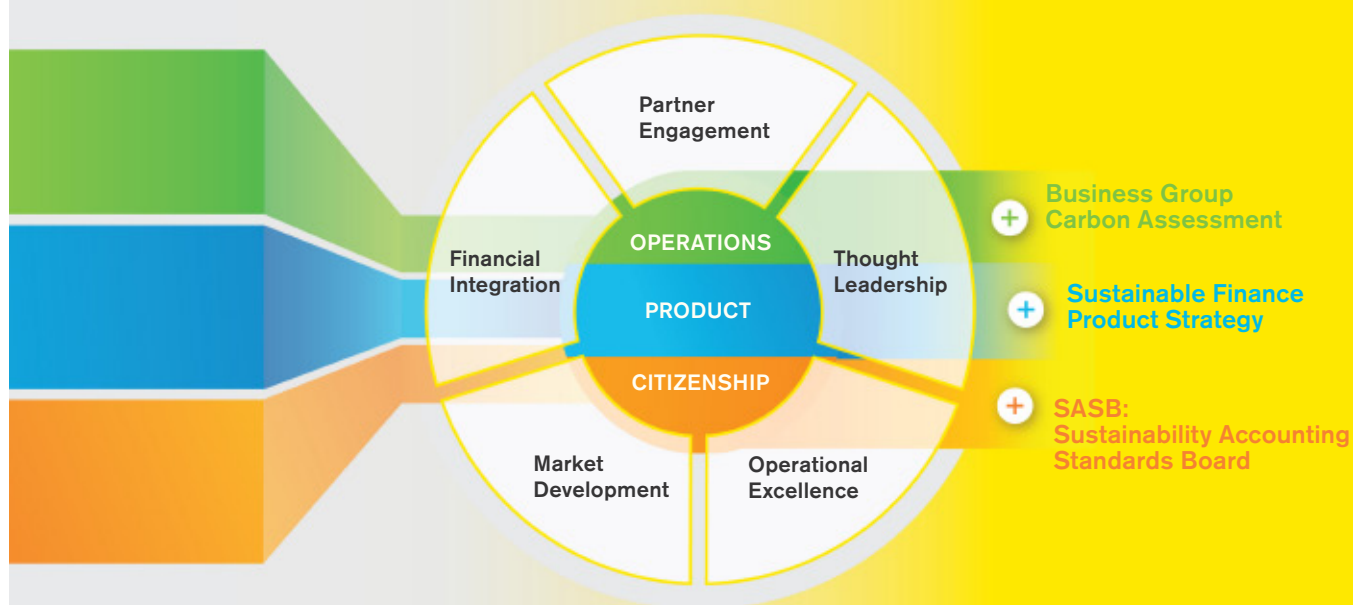 Partner
Engagement
Financial
Integration
OPERATIONS
PRODUCT
CITIZENSHIP
Thought
Leadership
Market
Development
Operational
Excellence
Business Group
Carbon Assessment
Sustainable Finance
Product Strategy
SASB:
Sustainability Accounting
Standards Board